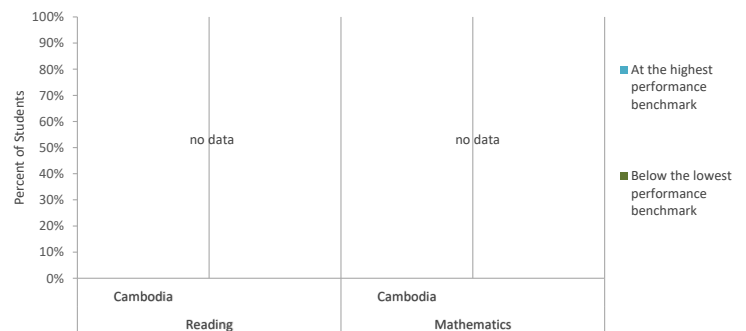 100%
90%
80%
70%
60%
50%
40%
30%
20%
10%
0%
Percent of Students
no data
no data
Cambodia
Cambodia
Reading
Mathematics
At the highest
performance
benchmark
Below the lowest
performance
benchmark